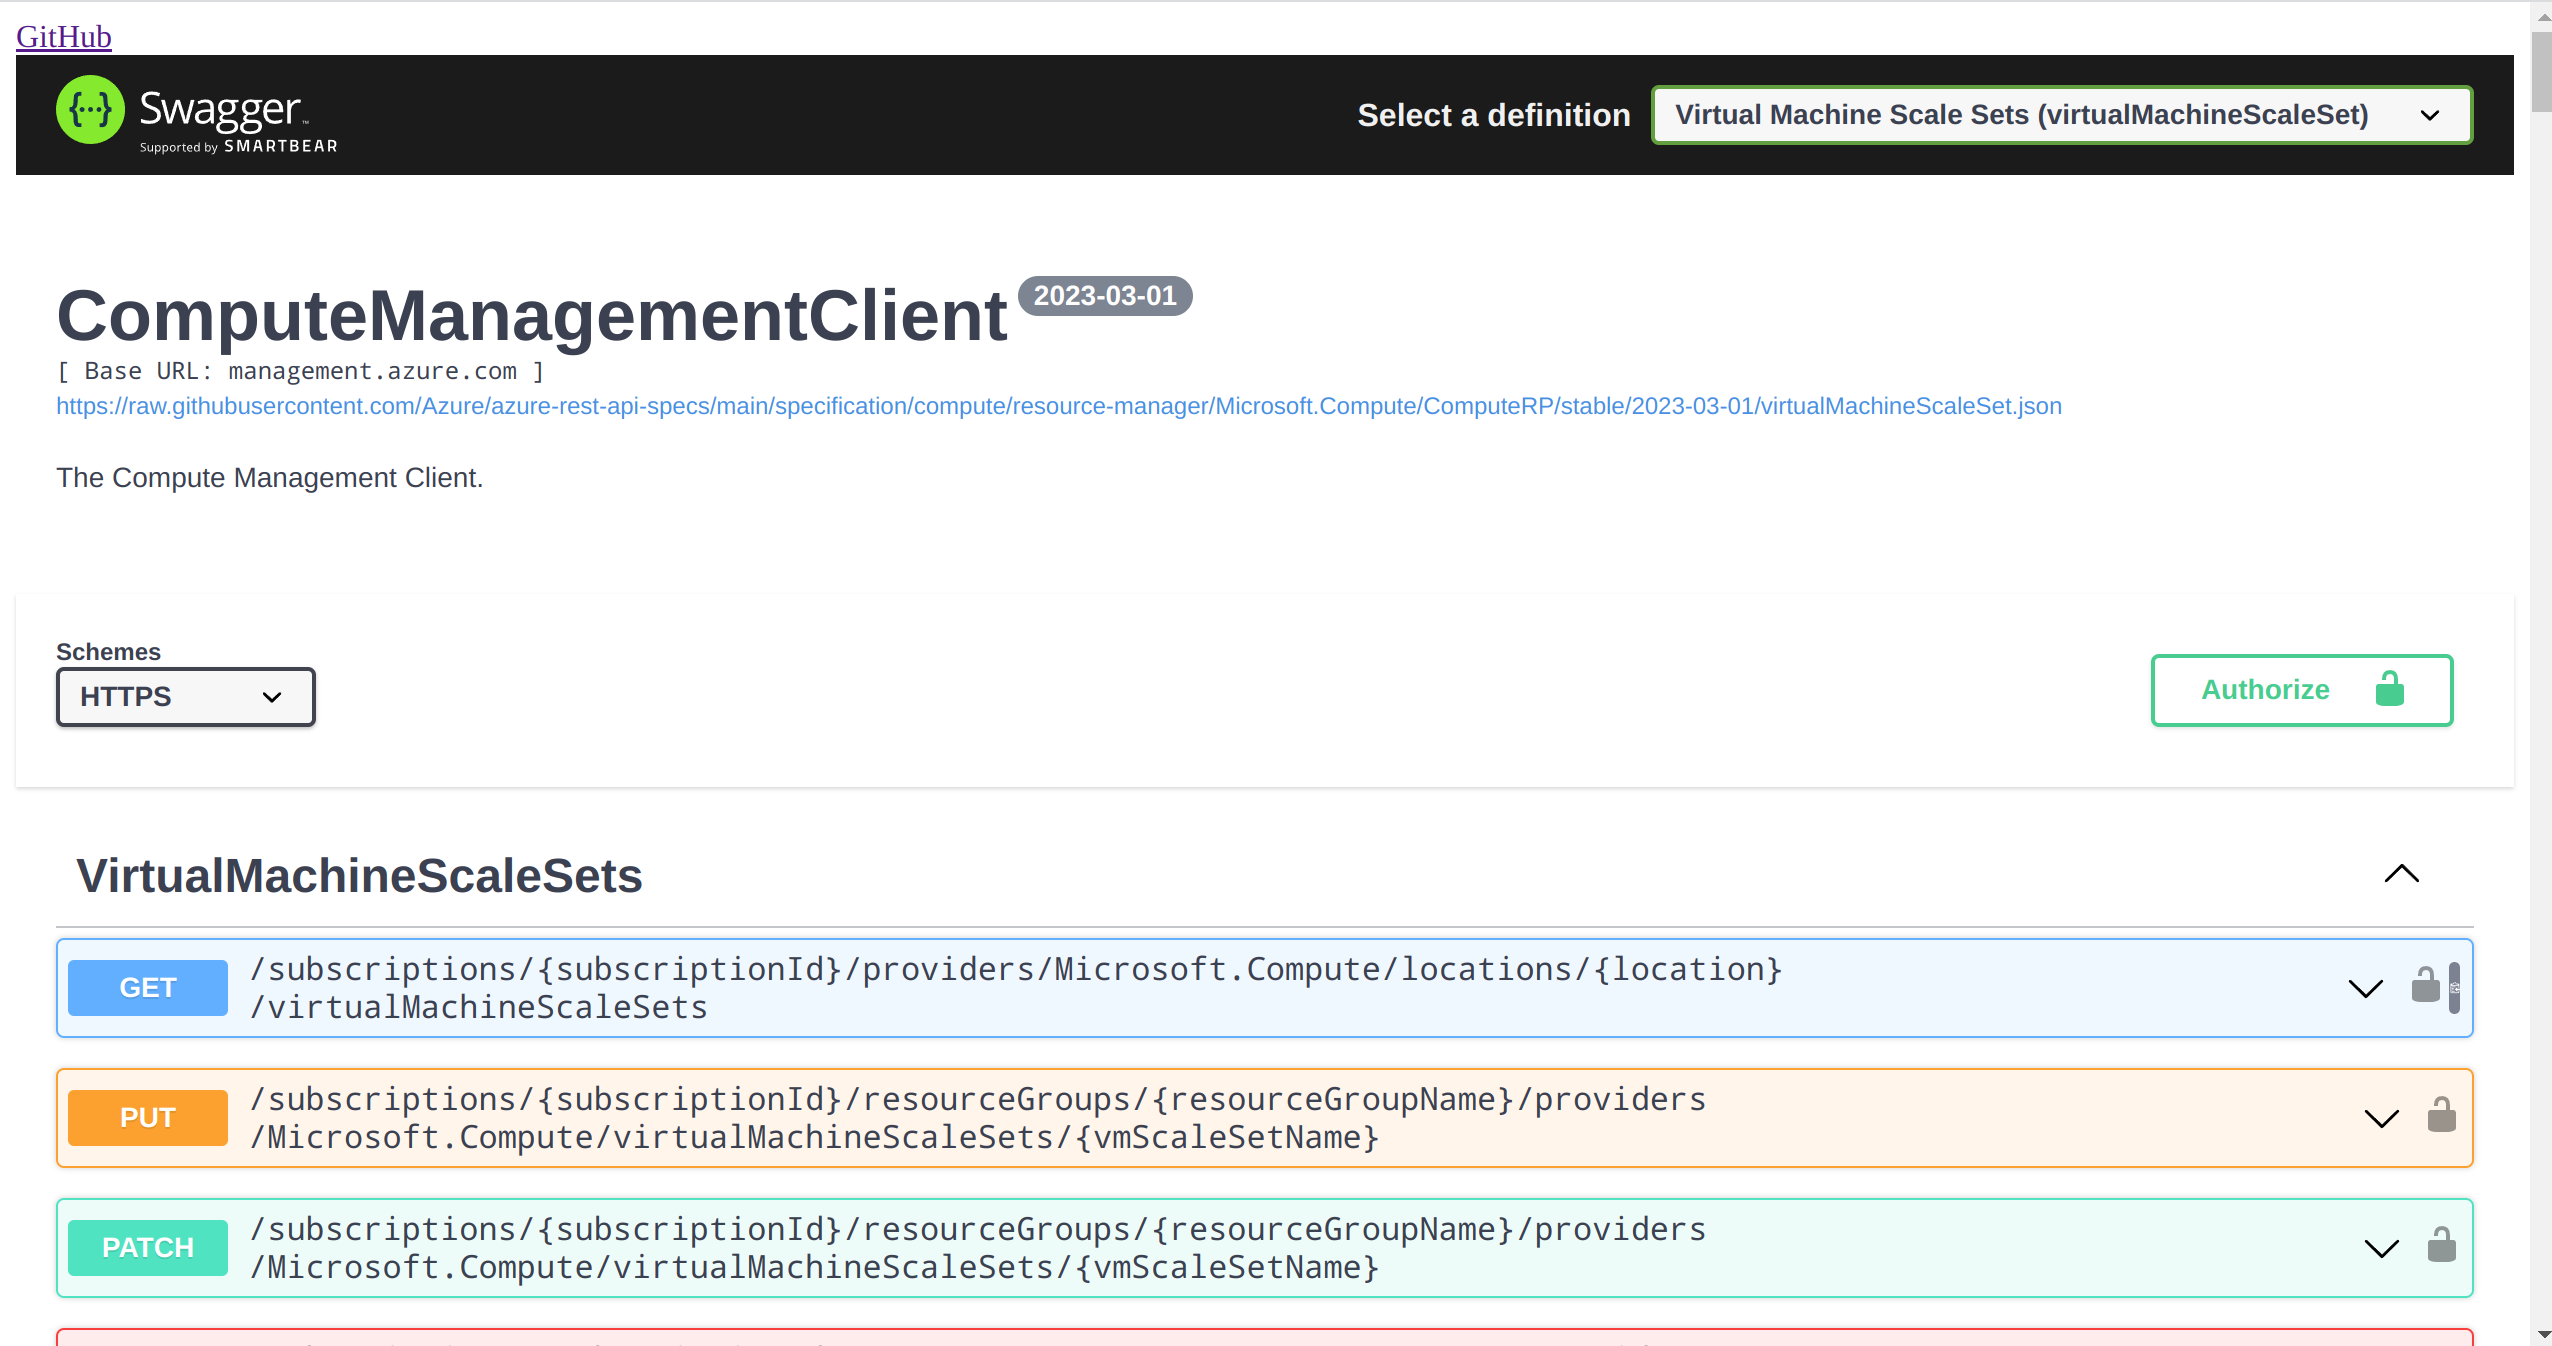 GitHub
Swagger™
Supported by SMARTBEAR
Select a definition
Virtual Machine Scale Sets (virtualMachineScaleSet)
ComputeManagementClient 2023-03-01
[ Base URL: management.azure.com ]
https://raw.githubusercontent.com/Azure/azure-rest-api-specs/main/specification/compute/resource-manager/Microsoft.Compute/ComputeRP/stable/2023-03-01/virtualMachineScaleSet.json
The Compute Management Client.
Schemes
HTTPS
Authorize
VirtualMachineScaleSets
GET
/subscriptions/{subscriptionId}/providers/Microsoft.Compute/locations/{location}
/virtualMachineScaleSets
PUT
/subscriptions/{subscriptionId}/resourceGroups/{resourceGroupName}/providers
/Microsoft.Compute/virtualMachineScaleSets/{vmScaleSetName}
PATCH
/subscriptions/{subscriptionId}/resourceGroups/{resourceGroupName}/providers
/Microsoft.Compute/virtualMachineScaleSets/{vmScaleSetName}